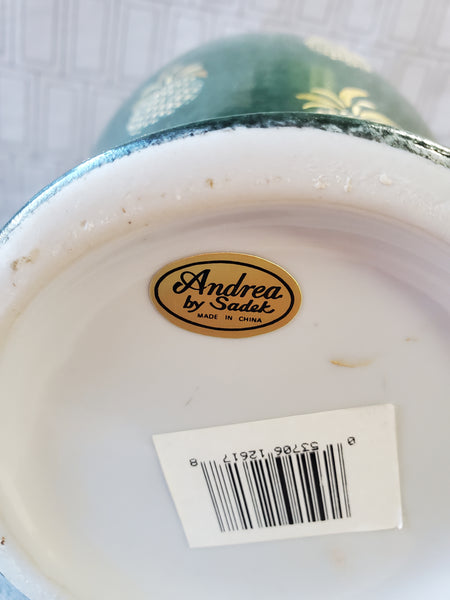 Andrea
by Sadek
MADE IN CHINA
0 53706 12617 8